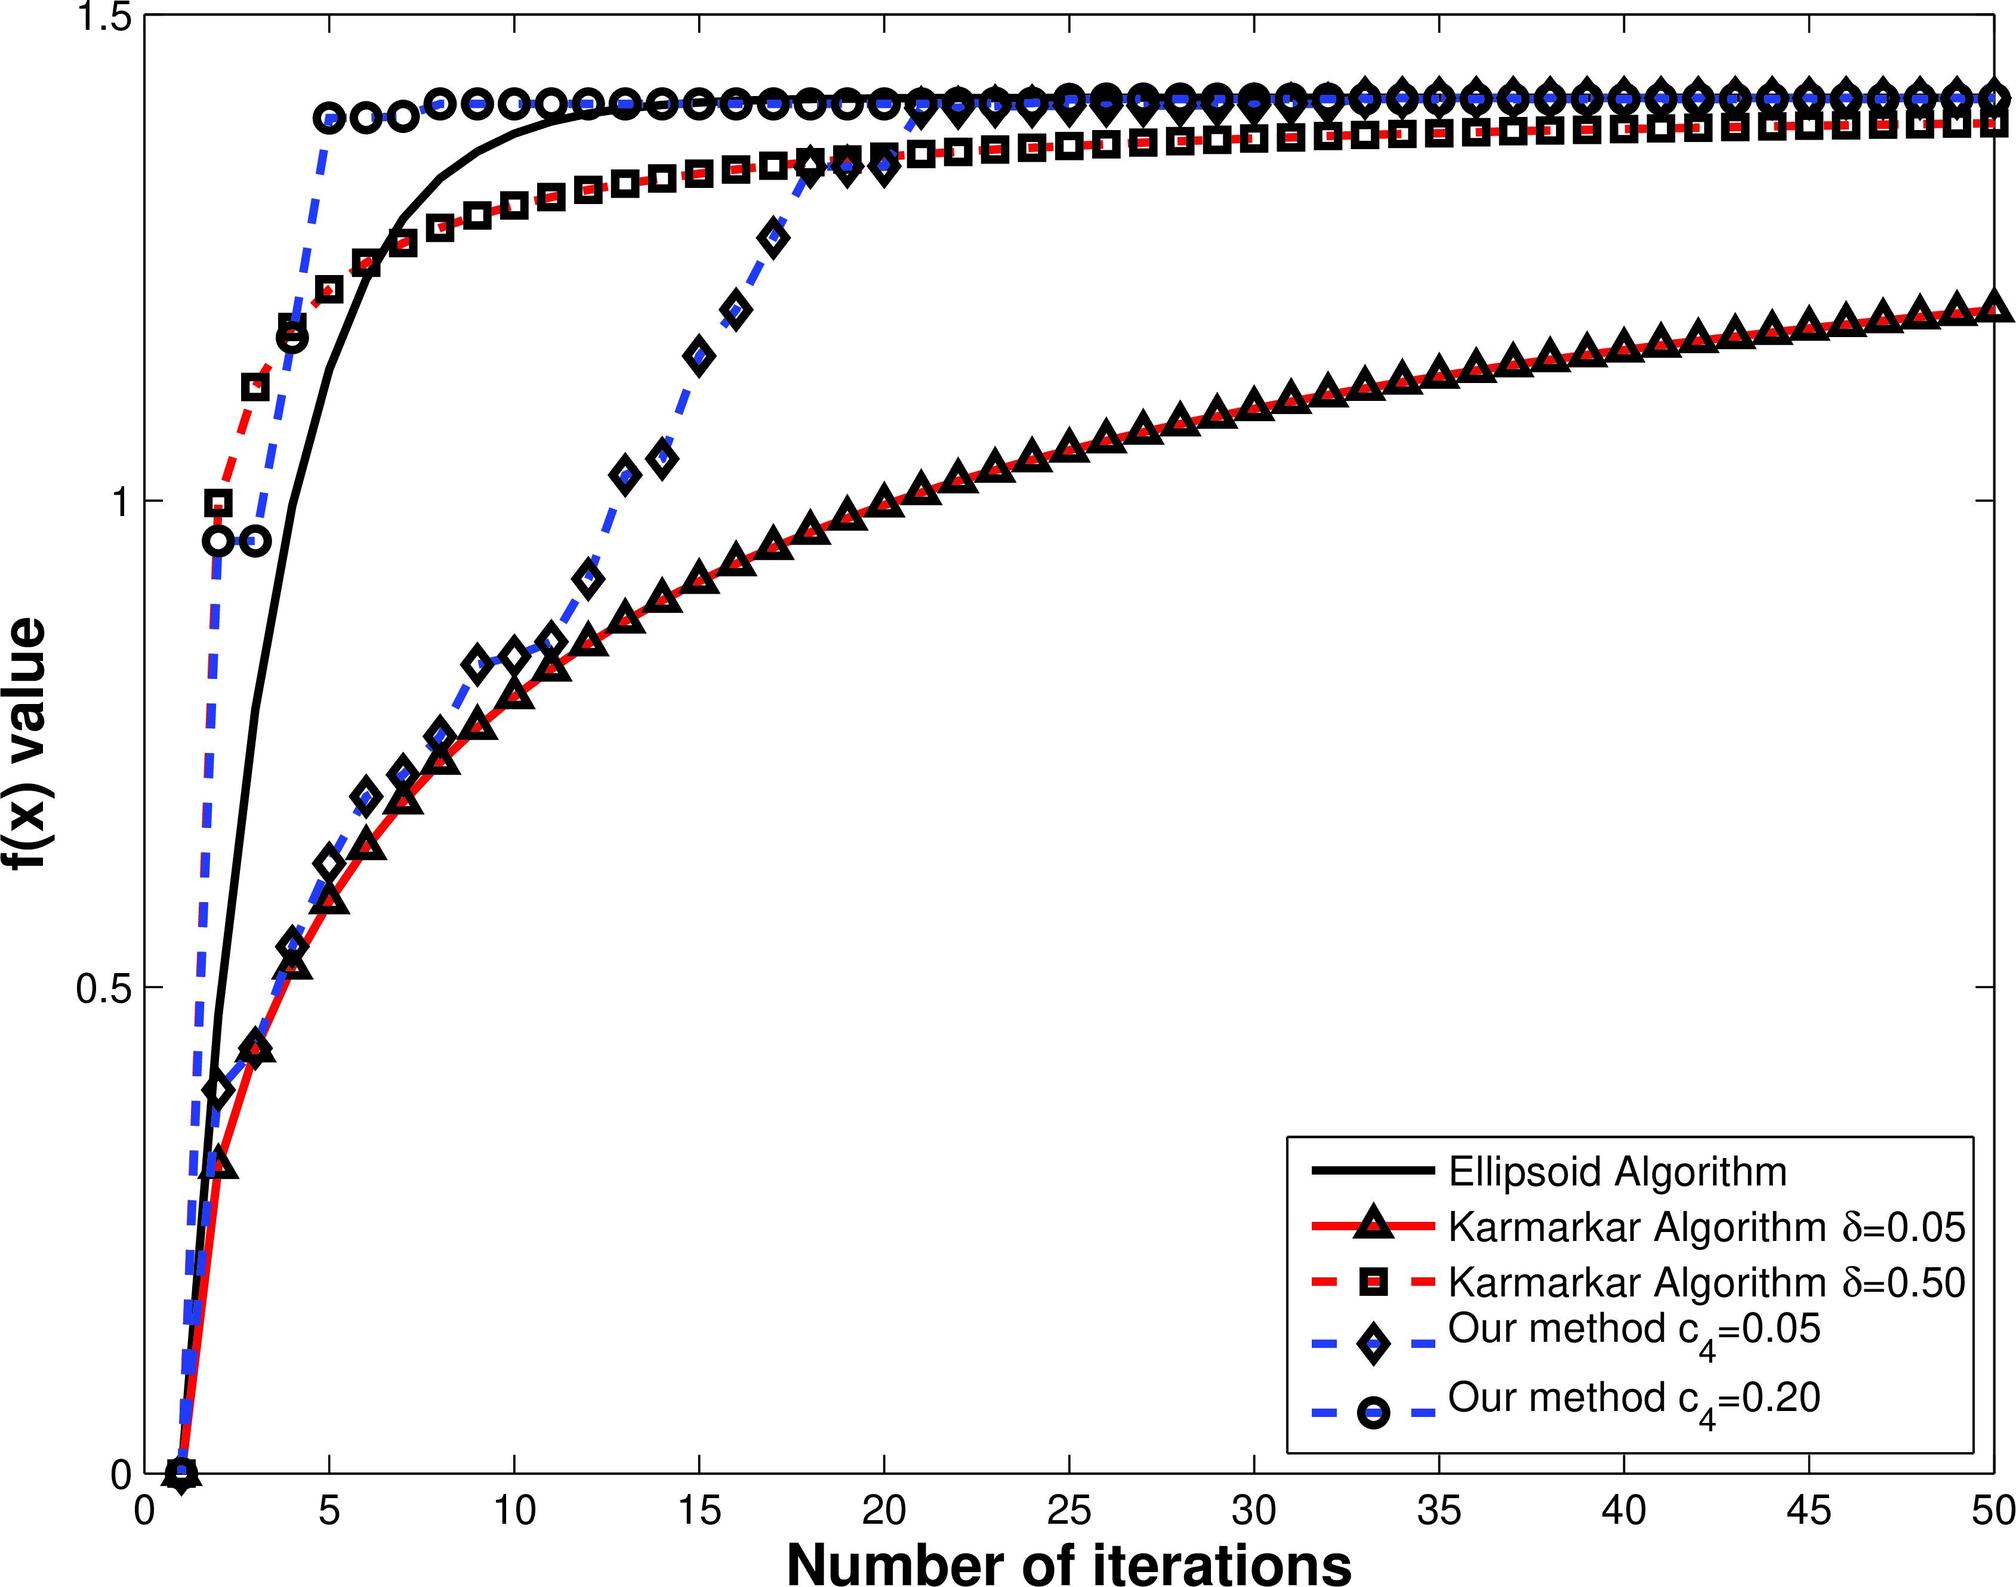 1.5
1
0.5
0
f(x) value
Ellipsoid Algorithm
Karmarkar Algorithm δ=0.05
Karmarkar Algorithm δ=0.50
Our method c₄=0.05
Our method c₄=0.20
0 5 10 15 20 25 30 35 40 45 50
Number of iterations